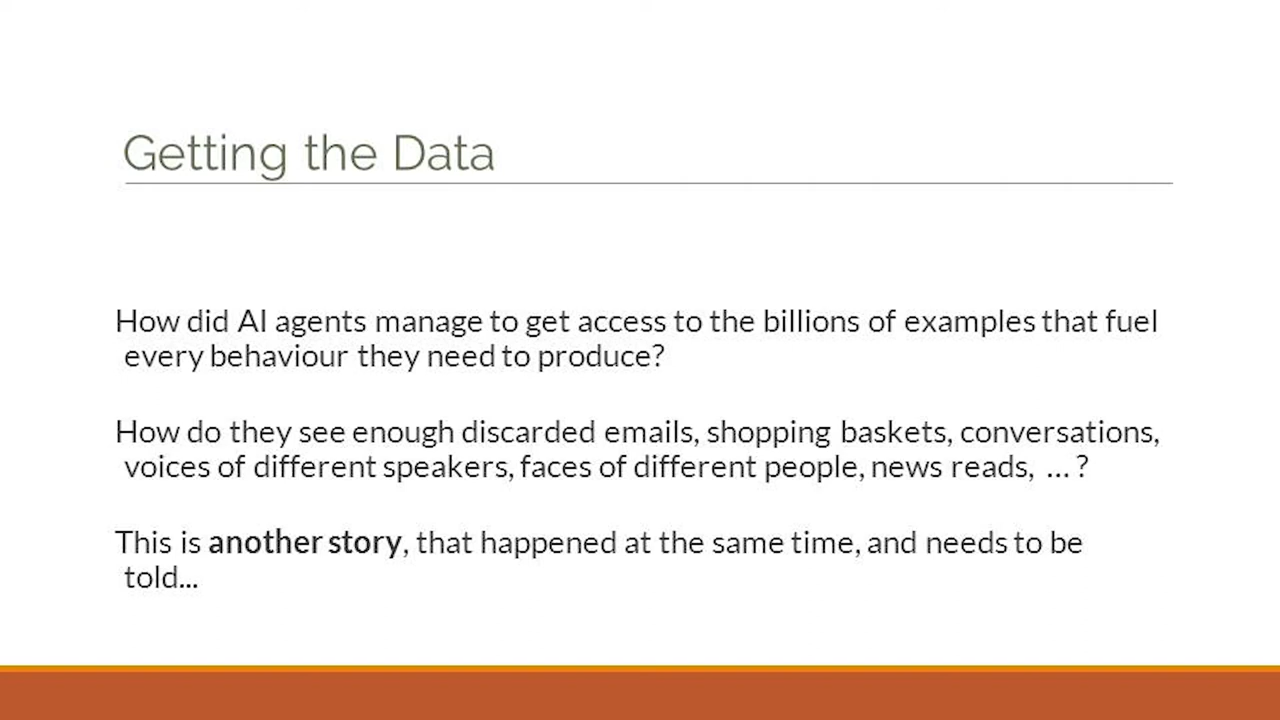 Getting the Data
How did AI agents manage to get access to the billions of examples that fuel
every behaviour they need to produce?
How do they see enough discarded emails, shopping baskets, conversations,
voices of different speakers, faces of different people, news reads, ... ?
This is another story, that happened at the same time, and needs to be
told...